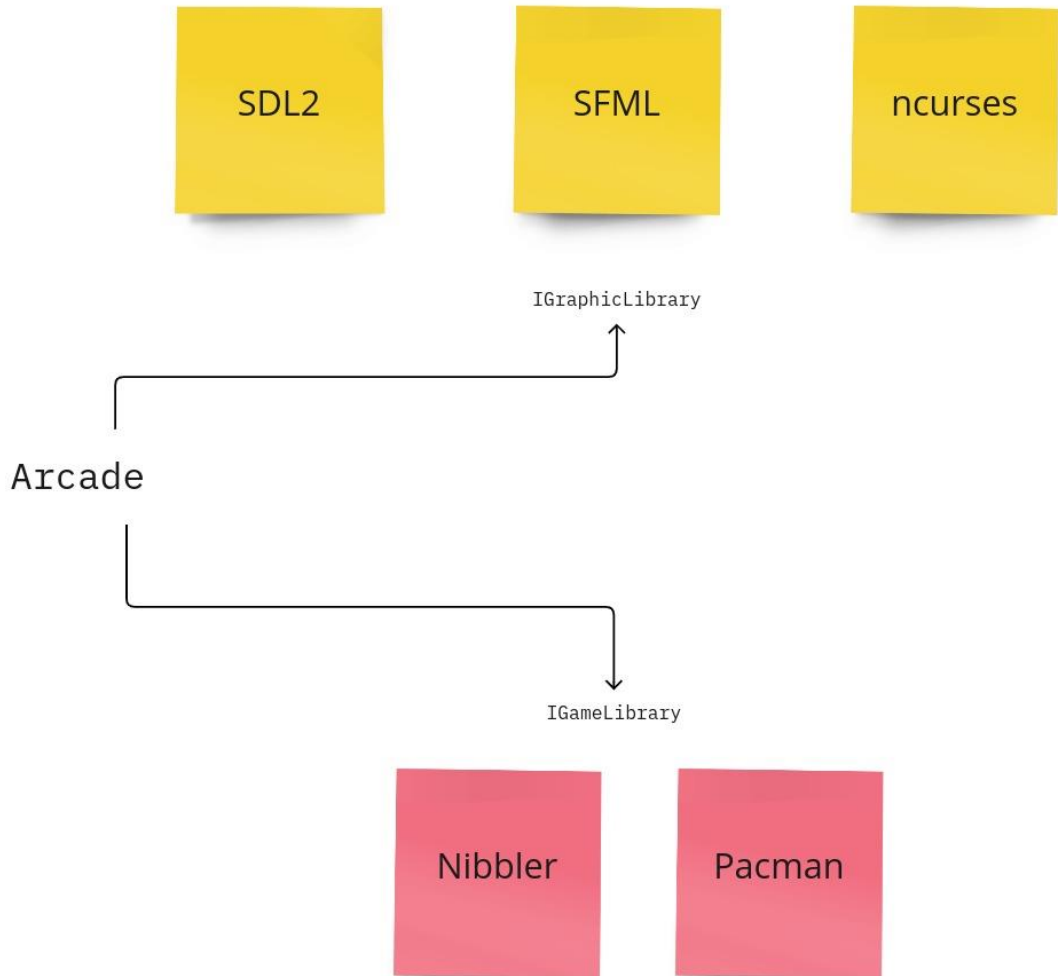 SDL2
SFML
ncurses
IGraphicLibrary
Arcade
IGameLibrary
Nibbler
Pacman